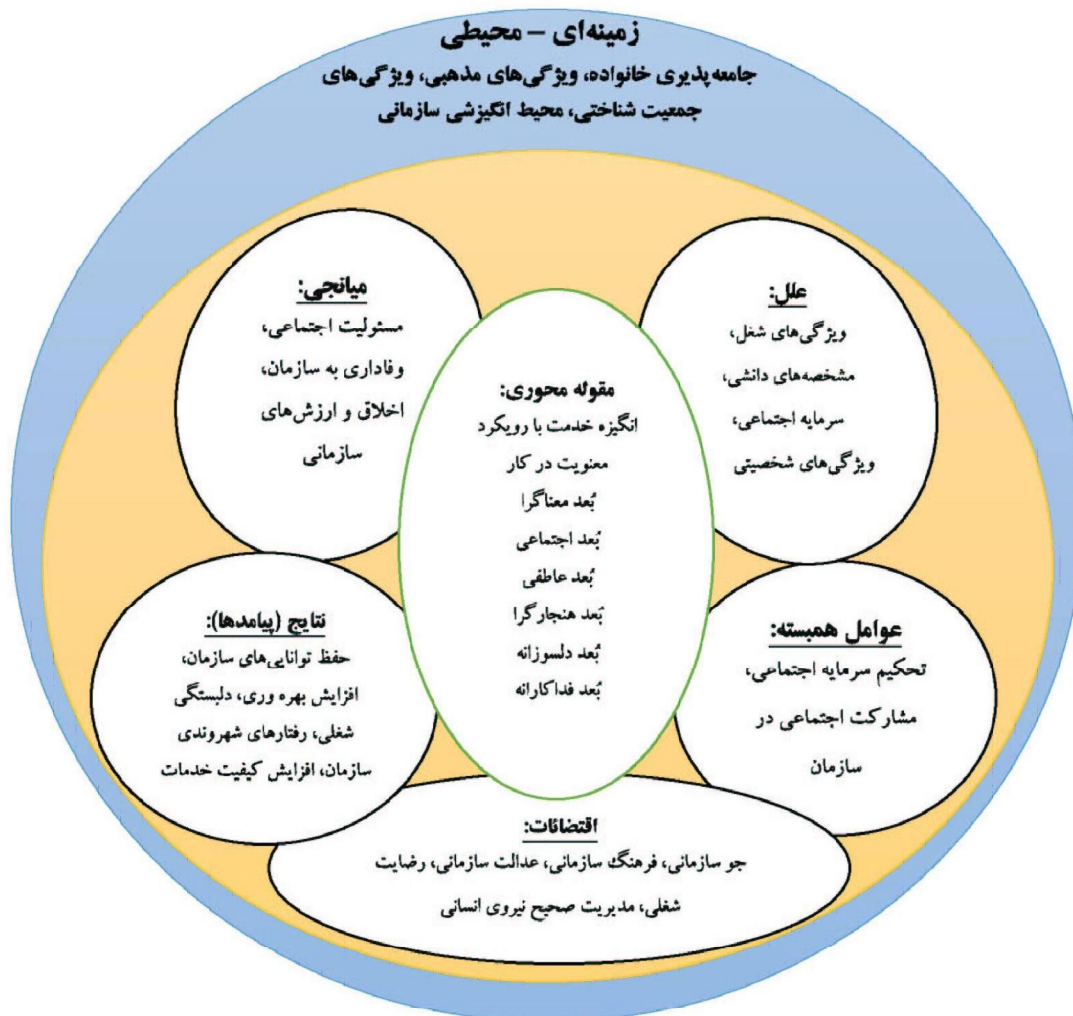 زمینه‌ای – محیطی
جامعه‌پذیری خانواده، ویژگی‌های مذهبی، ویژگی‌های
جمعیت شناختی، محیط انگیزشی سازمانی
علل:
ویژگی‌های شغل،
مشخصه‌های دانشی،
سرمایه اجتماعی،
ویژگی‌های شخصیتی
میانجی:
مسئولیت اجتماعی،
وفاداری به سازمان،
اخلاق و ارزش‌های
سازمانی
مقوله محوری:
انگیزه خدمت با رویکرد
معنویت در کار
بُعد معناگرا
بُعد اجتماعی
بُعد عاطفی
بُعد هنجارگرا
بُعد دلسوزانه
بُعد فداکارانه
عوامل همبسته:
تحکیم سرمایه اجتماعی،
مشارکت اجتماعی در
سازمان
نتایج (پیامدها):
حفظ توانایی‌های سازمان،
افزایش بهره وری، دلبستگی
شغلی، رفتارهای شهروندی
سازمان، افزایش کیفیت خدمات
اقتضائات:
جو سازمانی، فرهنگ سازمانی، عدالت سازمانی، رضایت
شغلی، مدیریت صحیح نیروی انسانی